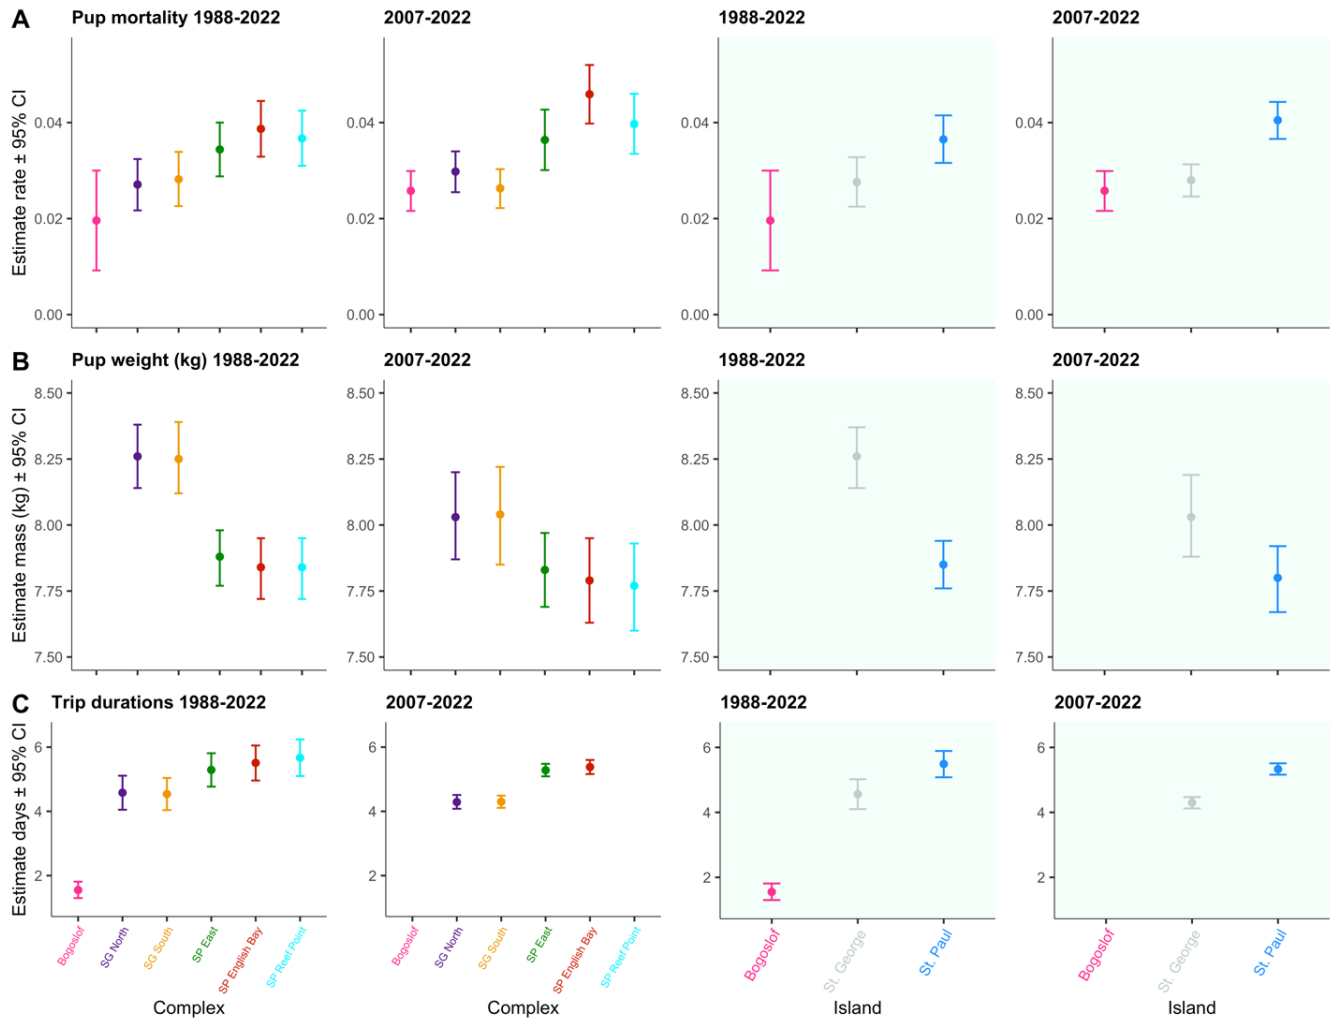 A
Pup mortality 1988-2022
2007-2022
1988-2022
2007-2022
Estimate rate ± 95% CI
0.04
0.02
0.00
0.04
0.02
0.00
0.04
0.02
0.00
0.04
0.02
0.00
B
Pup weight (kg) 1988-2022
2007-2022
1988-2022
2007-2022
Estimate mass (kg) ± 95% CI
8.50
8.25
8.00
7.75
7.50
8.50
8.25
8.00
7.75
7.50
8.50
8.25
8.00
7.75
7.50
8.50
8.25
8.00
7.75
7.50
C
Trip durations 1988-2022
2007-2022
1988-2022
2007-2022
Estimate days ± 95% CI
6
4
2
6
4
2
6
4
2
6
4
2
Bogoslof
SG North
SG South
SP East
SP English Bay
SP Reef Point
Complex
Bogoslof
SG North
SG South
SP East
SP English Bay
SP Reef Point
Complex
Bogoslof
St. George
St. Paul
Island
Bogoslof
St. George
St. Paul
Island